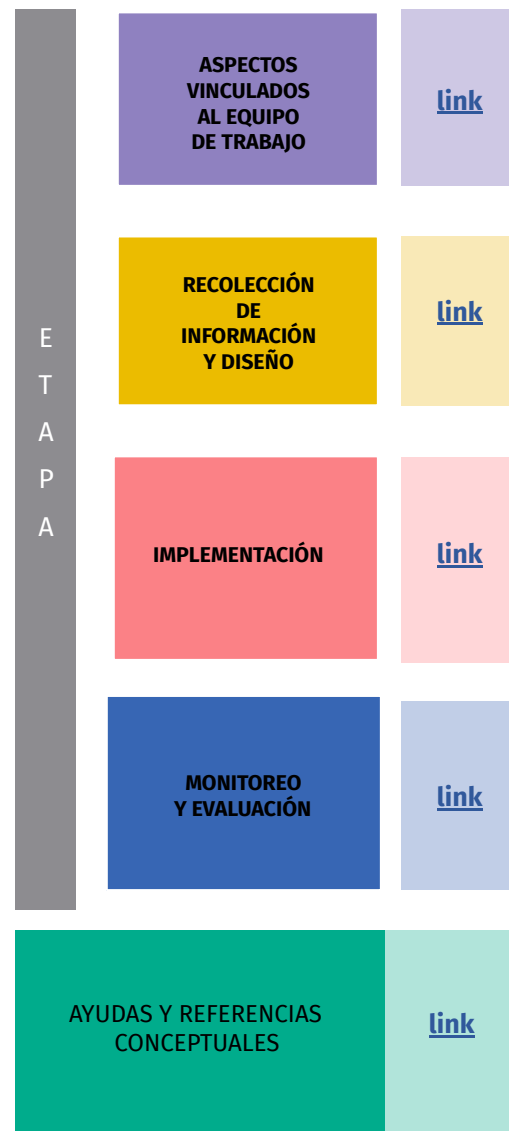 E
T
A
P
A
ASPECTOS
VINCULADOS
AL EQUIPO
DE TRABAJO
link
RECOLECCIÓN
DE
INFORMACIÓN
Y DISEÑO
link
IMPLEMENTACIÓN
link
MONITOREO
Y EVALUACIÓN
link
AYUDAS Y REFERENCIAS
CONCEPTUALES
link